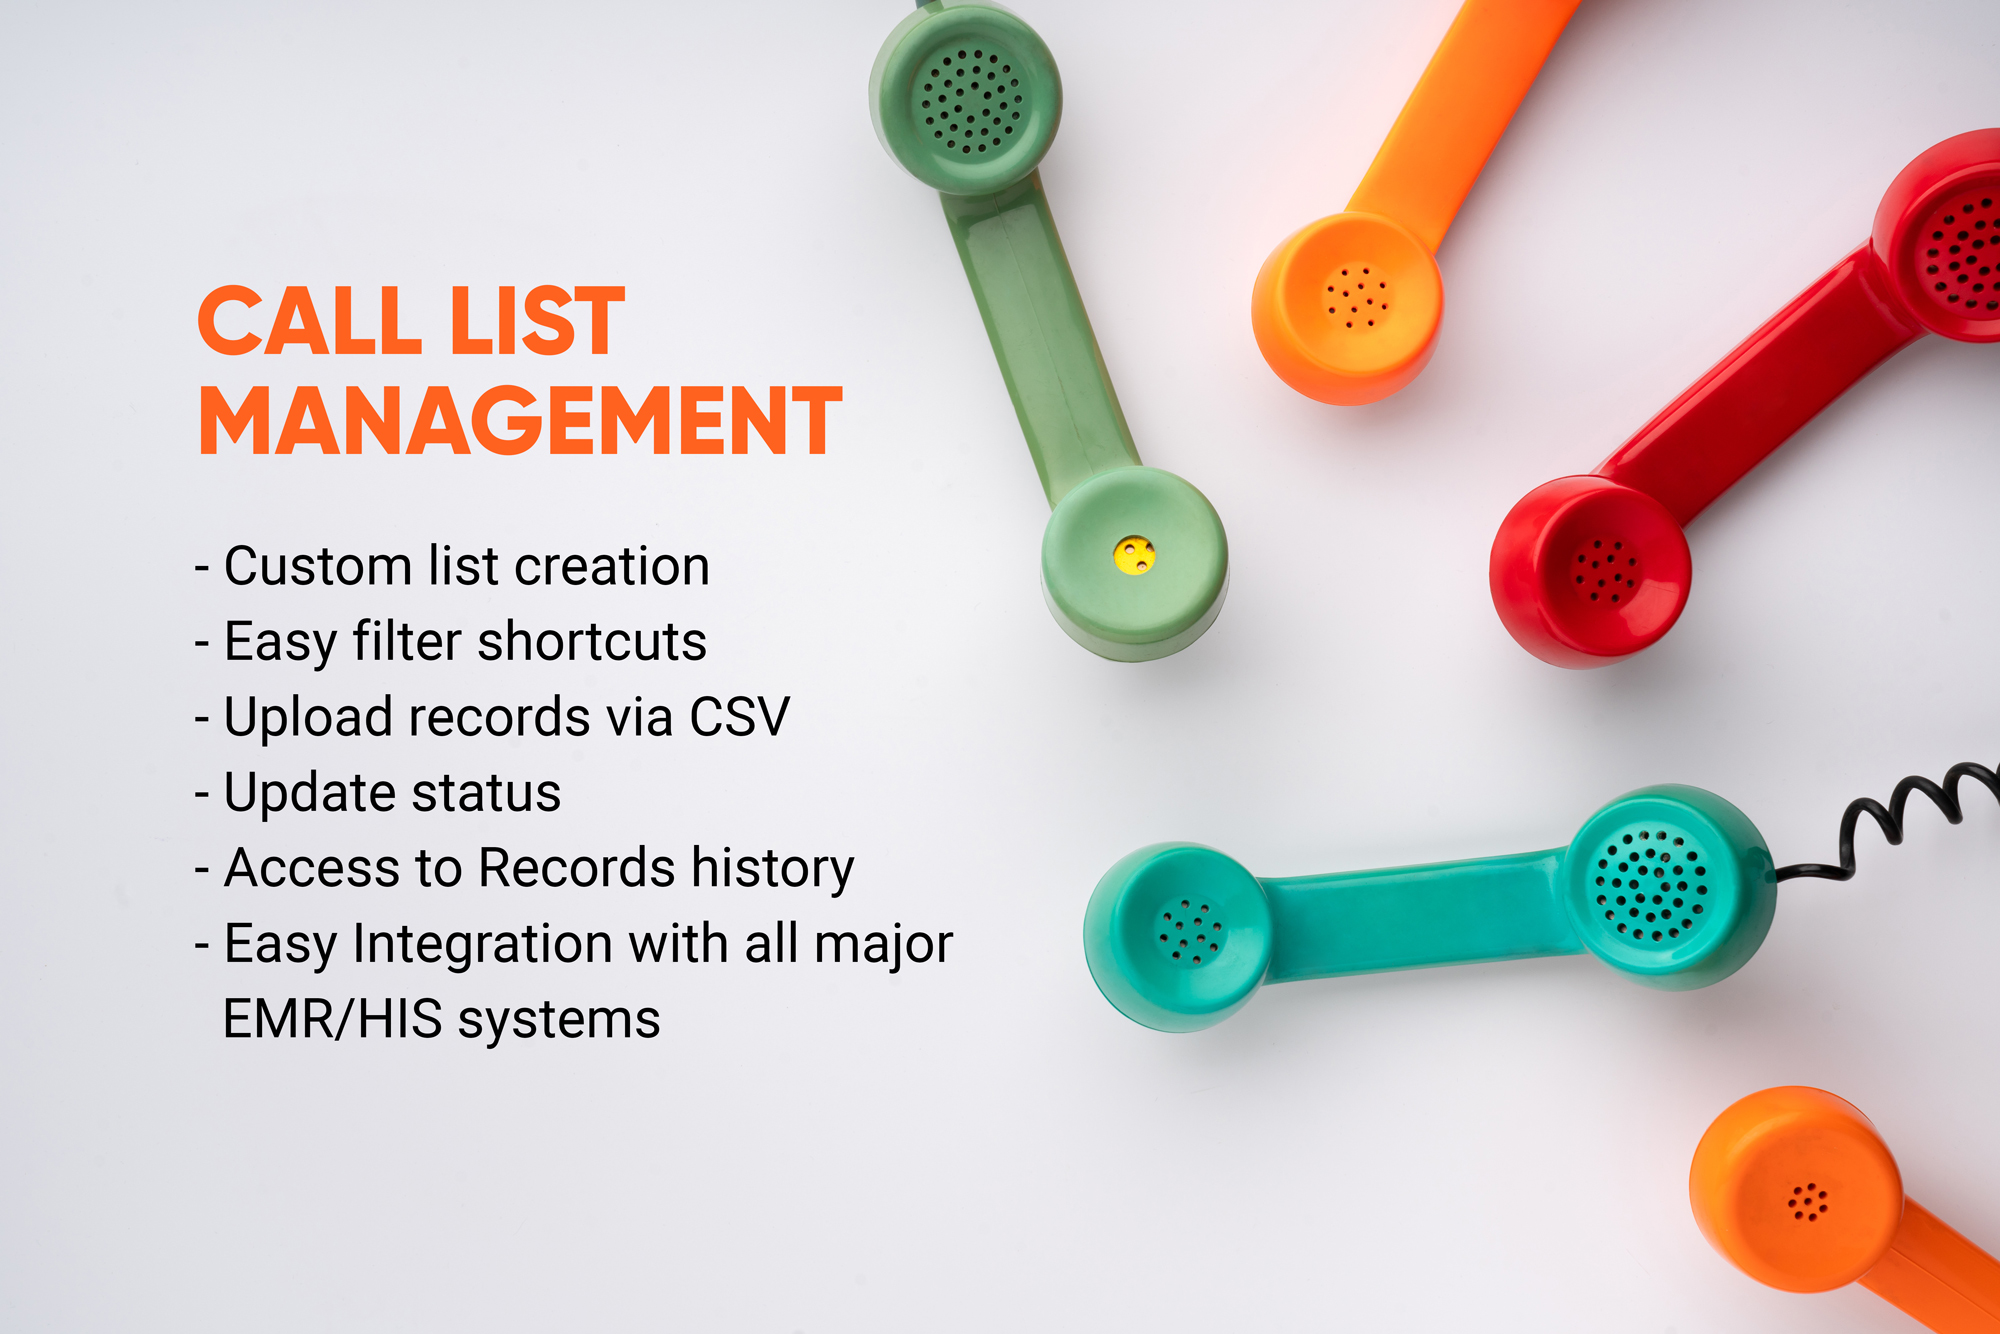 CALL LIST
MANAGEMENT
- Custom list creation
- Easy filter shortcuts
- Upload records via CSV
- Update status
- Access to Records history
- Easy Integration with all major
EMR/HIS systems